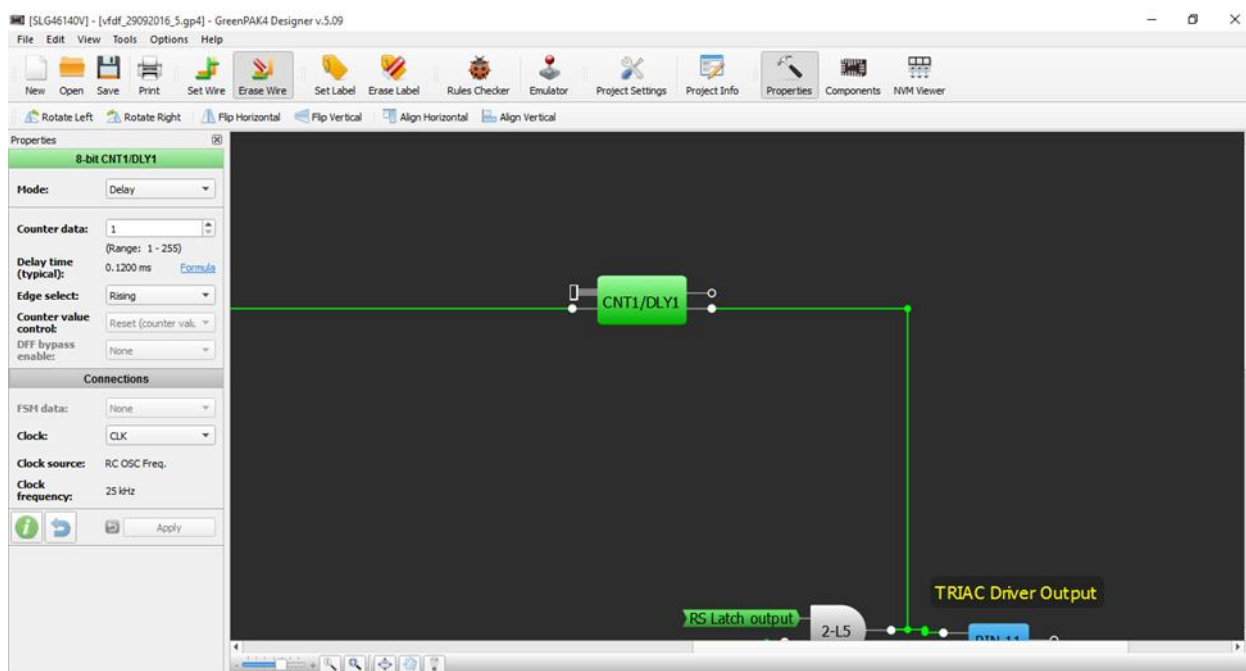 [SLG46140V] - [vfdf_29092016_5.gp4] - GreenPAK4 Designer v.5.09
File Edit View Tools Options Help
New Open Save Print Set Wire Erase Wire Set Label Erase Label Rules Checker Emulator Project Settings Project Info Properties Components NVM Viewer
Rotate Left Rotate Right Flip Horizontal Flip Vertical Align Horizontal Align Vertical
Properties
8-bit CNT1/DLY1
Mode: Delay
Counter data: 1
(Range: 1 - 255)
Delay time
(typical): 0.1200 ms Formula
Edge select: Rising
Counter value
control: Reset (counter valu
DFF bypass
enable: None
Connections
FSM data: None
Clock: CLK
Clock source: RC OSC Freq.
Clock
frequency: 25 kHz
Apply
CNT1/DLY1
TRIAC Driver Output
RS Latch output
2-L5
PIN 11